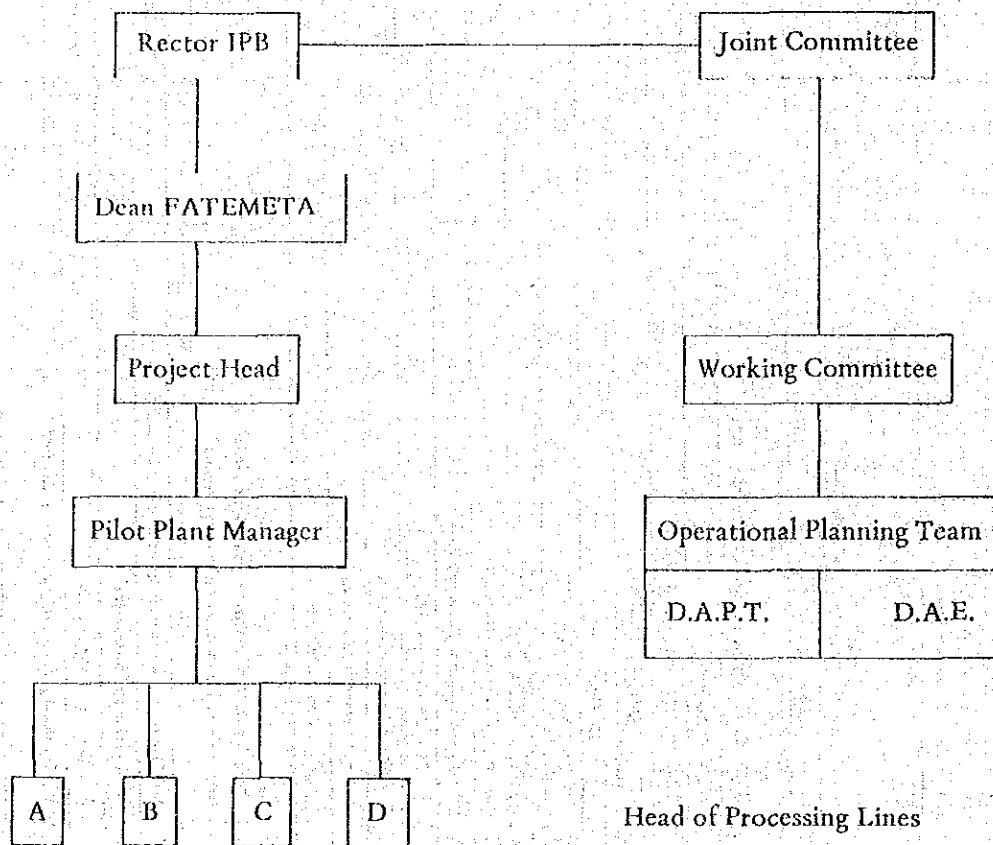 Rector IPB
Joint Committee
Dean FATEMETA
Project Head
Working Committee
Pilot Plant Manager
Operational Planning Team
D.A.P.T.
D.A.E.
A
B
C
D
Head of Processing Lines